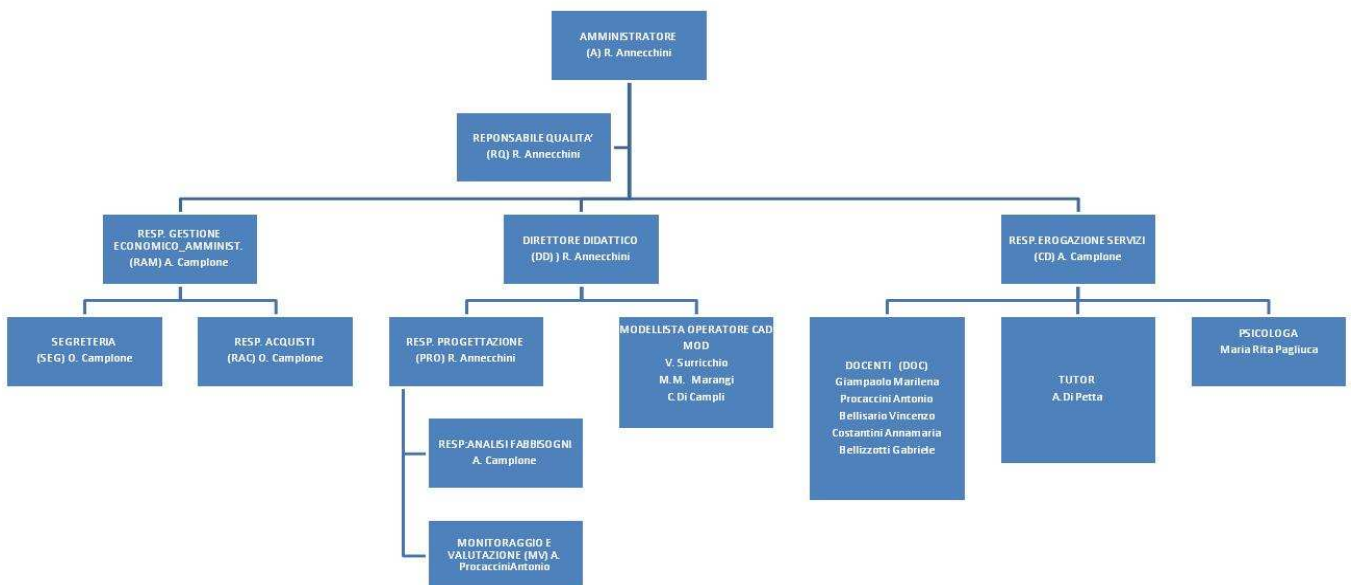 AMMINISTRATORE
(A) R. Annecchini
REPONSABILE QUALITA'
(RQ) R. Annecchini
RESP. GESTIONE
ECONOMICO_AMMINIST.
(RAM) A. Camplone
DIRETTORE DIDATTICO
(DD) ) R. Annecchini
RESP. EROGAZIONE SERVIZI
(CD) A. Camplone
SEGRETERIA
(SEG) O. Camplone
RESP. ACQUISTI
(RAC) O. Camplone
RESP. PROGETTAZIONE
(PRO) R. Annecchini
MODELLISTA OPERATORE CAD
MOD
V. Surricchio
M.M. Marangi
C. Di Campli
DOCENTI (DOC)
Giampaolo Marilena
Procaccini Antonio
Bellisario Vincenzo
Costantini Annamaria
Bellizzotti Gabriele
TUTOR
A. Di Petta
PSICOLOGA
Maria Rita Pagliuca
RESP:ANALISI FABBISOGNI
A. Camplone
MONITORAGGIO E
VALUTAZIONE (MV) A.
ProcacciniAntonio